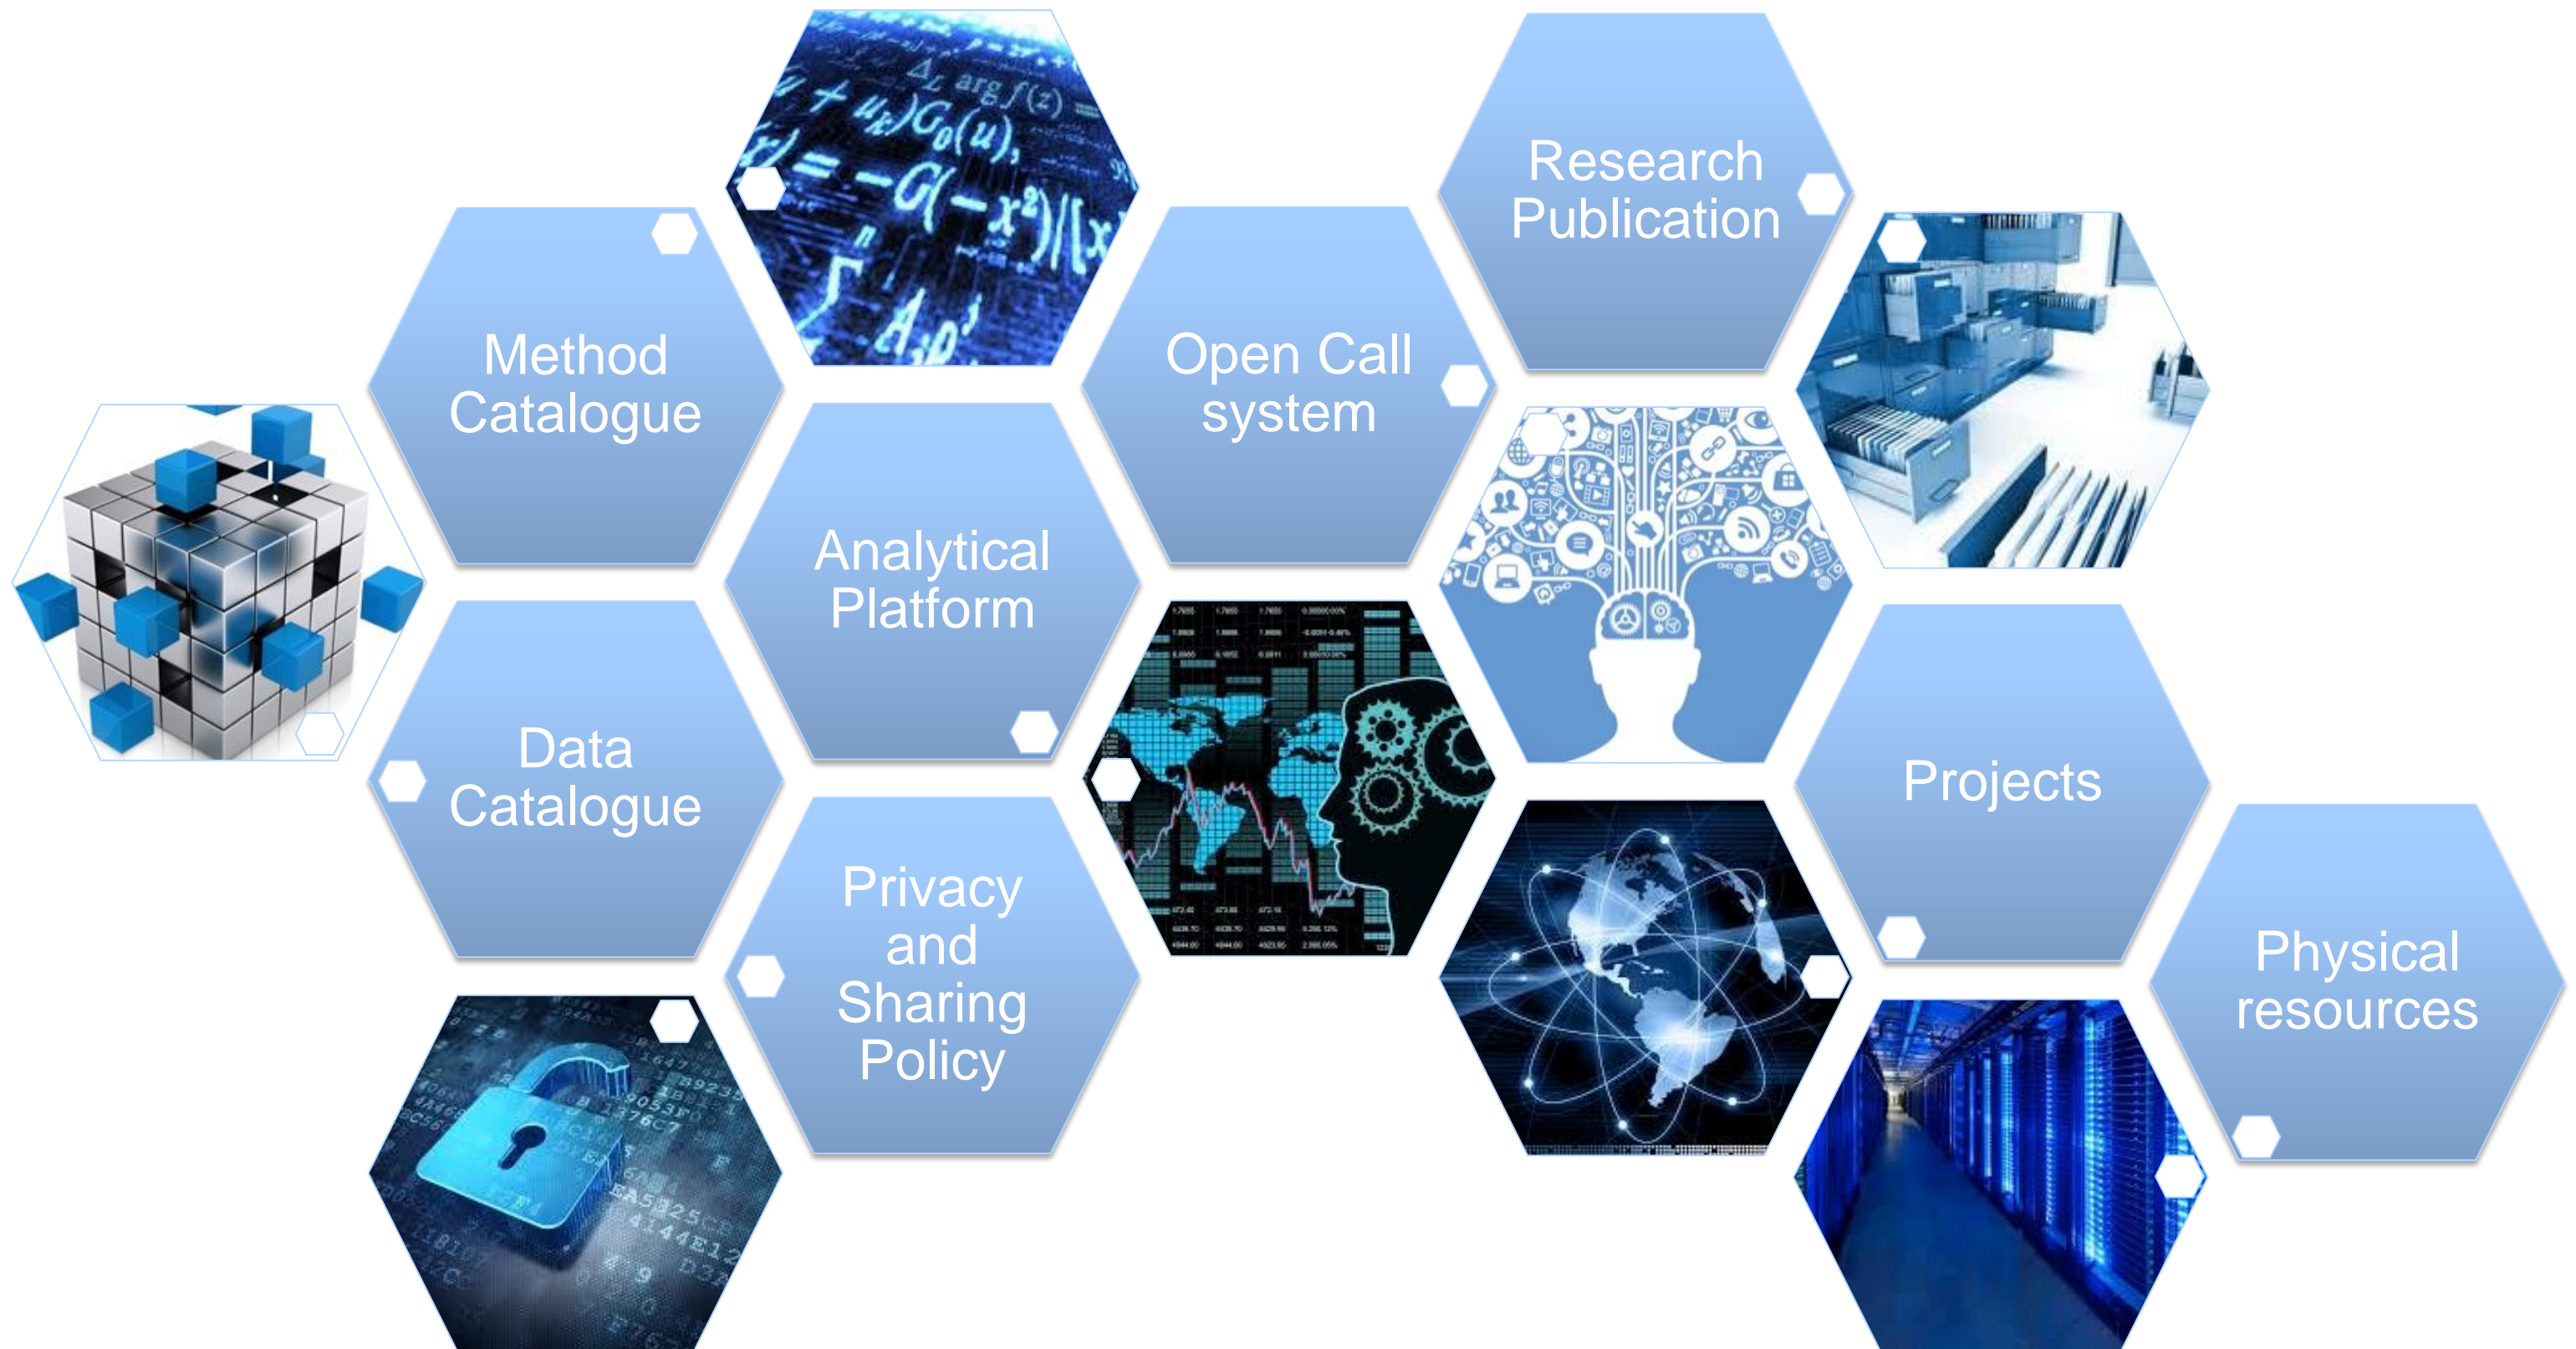 Research
Publication
Method
Catalogue
Open Call
system
Analytical
Platform
Data
Catalogue
Projects
Privacy
and
Sharing
Policy
Physical
resources